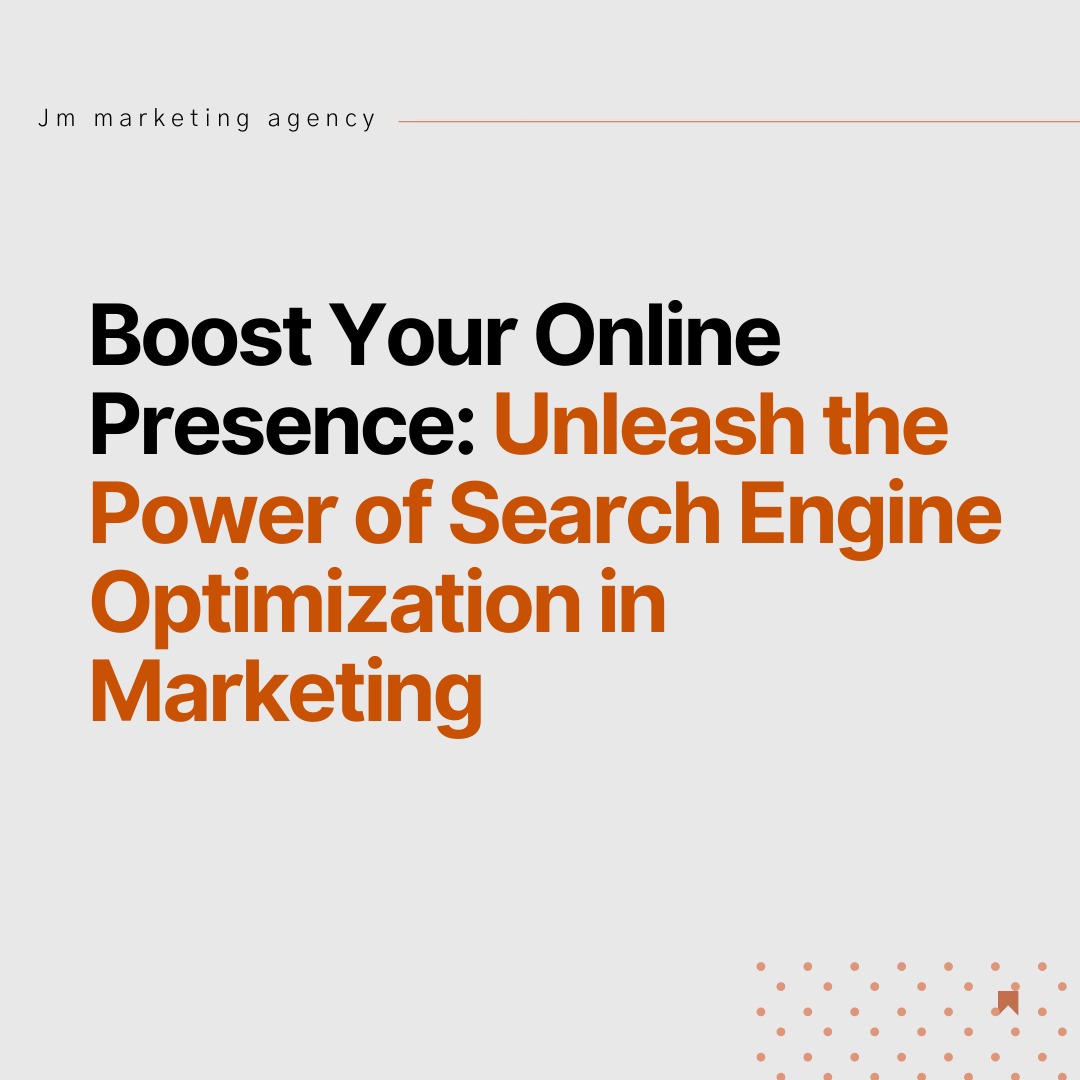 Jm marketing agency
Boost Your Online
Presence: Unleash the
Power of Search Engine
Optimization in
Marketing